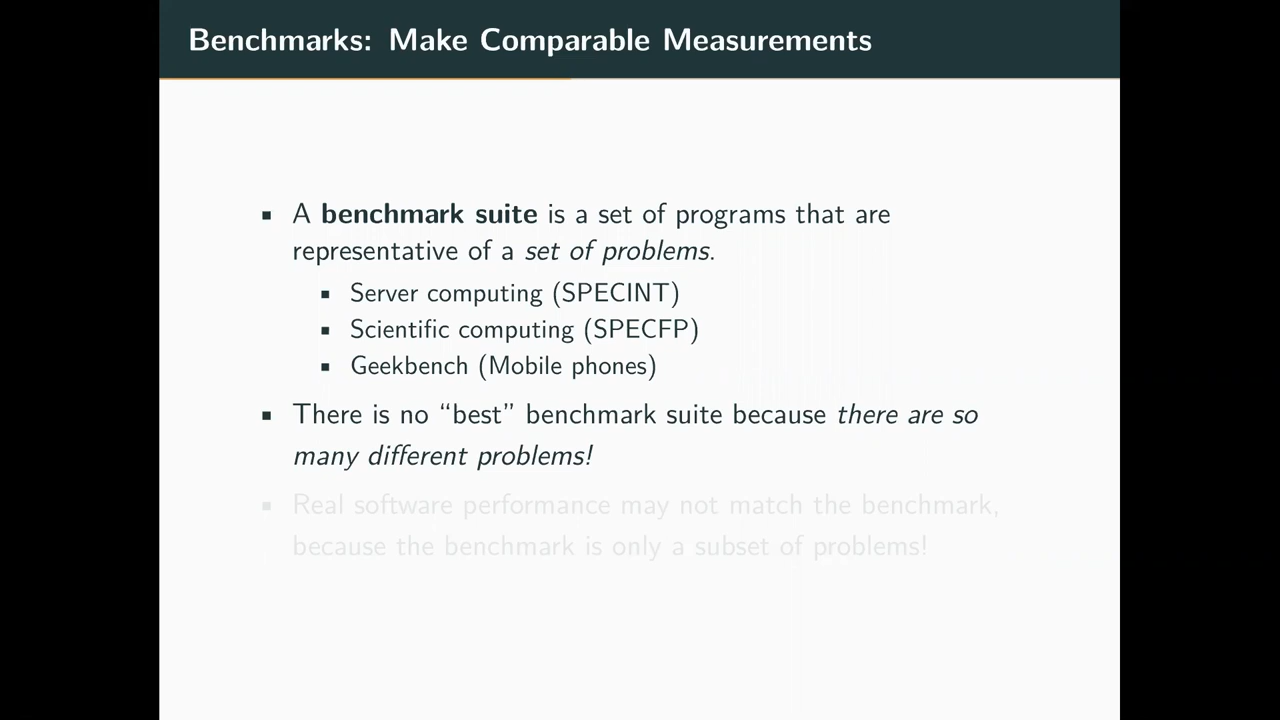 Benchmarks: Make Comparable Measurements
A benchmark suite is a set of programs that are
representative of a set of problems.
Server computing (SPECINT)
Scientific computing (SPECFP)
Geekbench (Mobile phones)
There is no “best” benchmark suite because there are so
many different problems!
Real software performance may not match the benchmark,
because the benchmark is only a subset of problems!